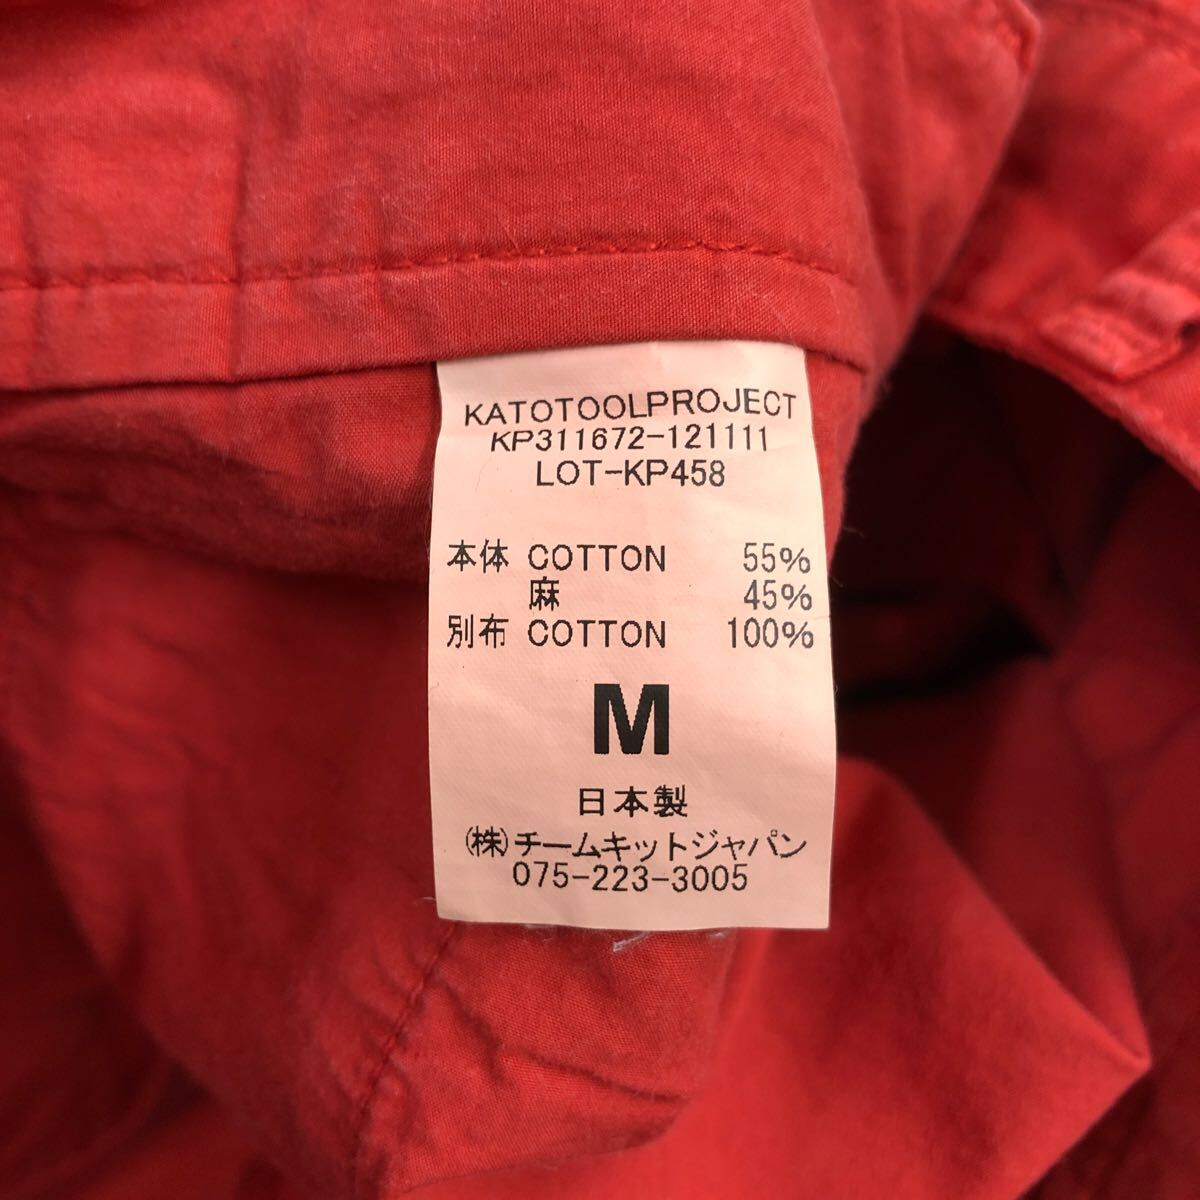 KATOTOOLPROJECT
KP311672-121111
LOT-KP458
本体 COTTON 55%
麻 45%
別布 COTTON 100%
M
日本製
(株)チームキットジャパン
075-223-3005